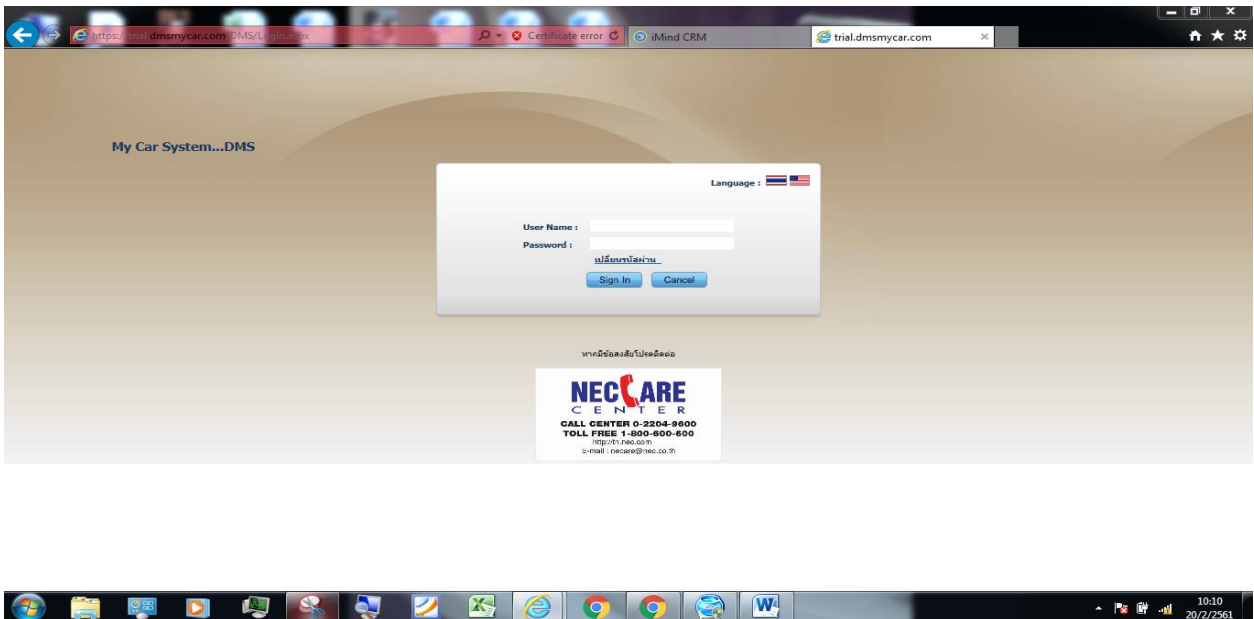 https://trial.dmsmycar.com/DMS/Login.aspx
Certificate error
iMind CRM
trial.dmsmycar.com
My Car System...DMS
Language :
User Name :
Password :
เปลี่ยนรหัสผ่าน
Sign In
Cancel
หากมีข้อสงสัยโปรดติดต่อ
NEC CARE
CENTER
CALL CENTER 0-2204-9600
TOLL FREE 1-800-600-600
E-mail : necare@nec.co.th
10:10
20/2/2561